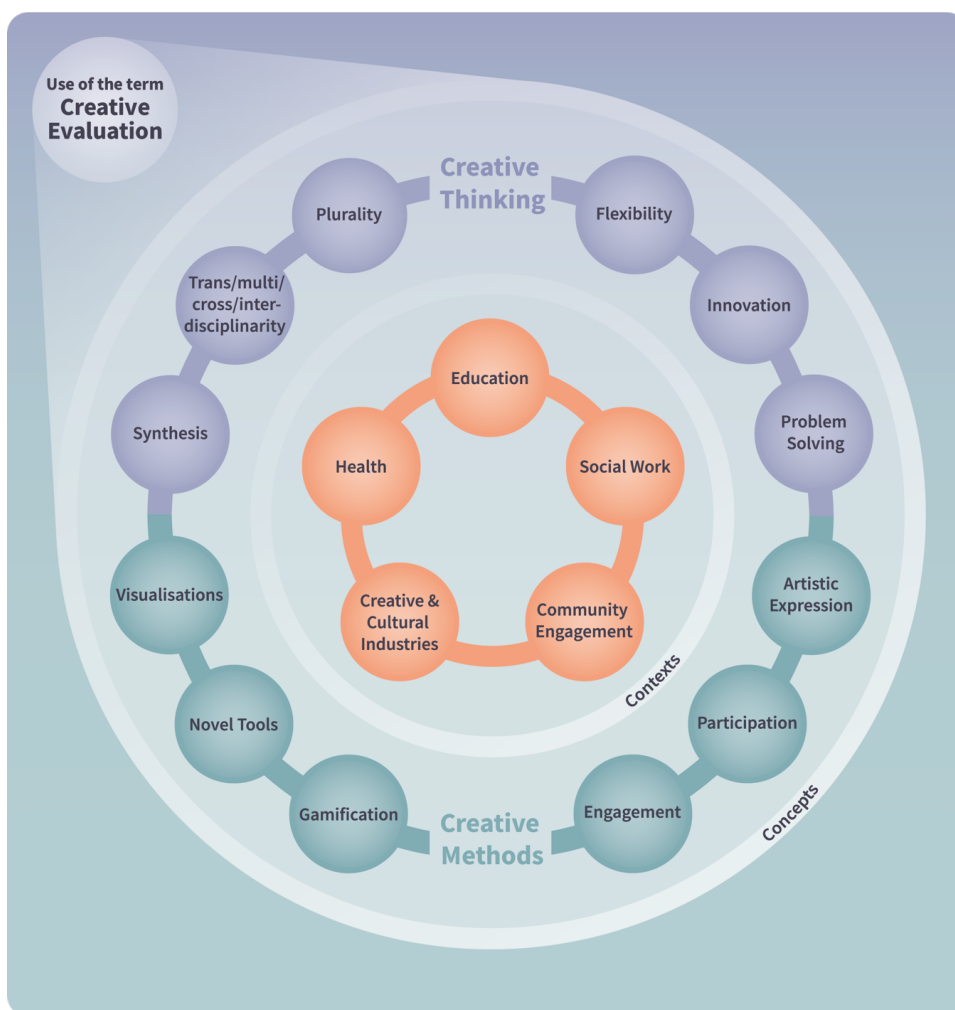 Use of the term
Creative
Evaluation
Creative
Thinking
Plurality
Flexibility
Trans/multi/
cross/inter-
disciplinarity
Innovation
Synthesis
Problem
Solving
Education
Health
Social Work
Creative &
Cultural
Industries
Community
Engagement
Contexts
Visualisations
Artistic
Expression
Novel Tools
Participation
Gamification
Engagement
Creative
Methods
Concepts